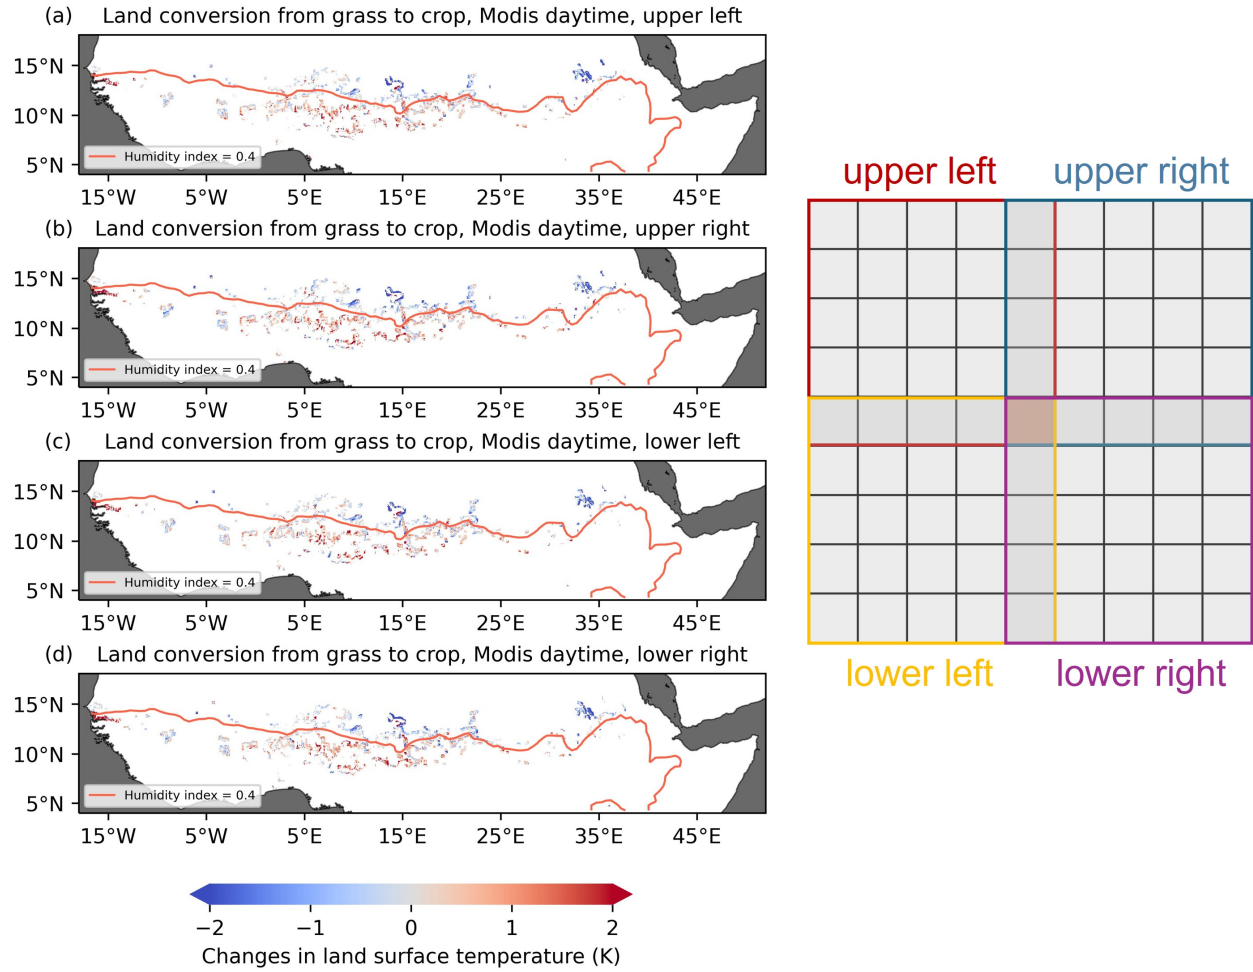 (a) Land conversion from grass to crop, Modis daytime, upper left
15°N
10°N
5°N
Humidity index = 0.4
15°W 5°W 5°E 15°E 25°E 35°E 45°E
(b) Land conversion from grass to crop, Modis daytime, upper right
15°N
10°N
5°N
Humidity index = 0.4
15°W 5°W 5°E 15°E 25°E 35°E 45°E
(c) Land conversion from grass to crop, Modis daytime, lower left
15°N
10°N
5°N
Humidity index = 0.4
15°W 5°W 5°E 15°E 25°E 35°E 45°E
(d) Land conversion from grass to crop, Modis daytime, lower right
15°N
10°N
5°N
Humidity index = 0.4
15°W 5°W 5°E 15°E 25°E 35°E 45°E
−2 −1 0 1 2
Changes in land surface temperature (K)
upper left upper right
lower left lower right